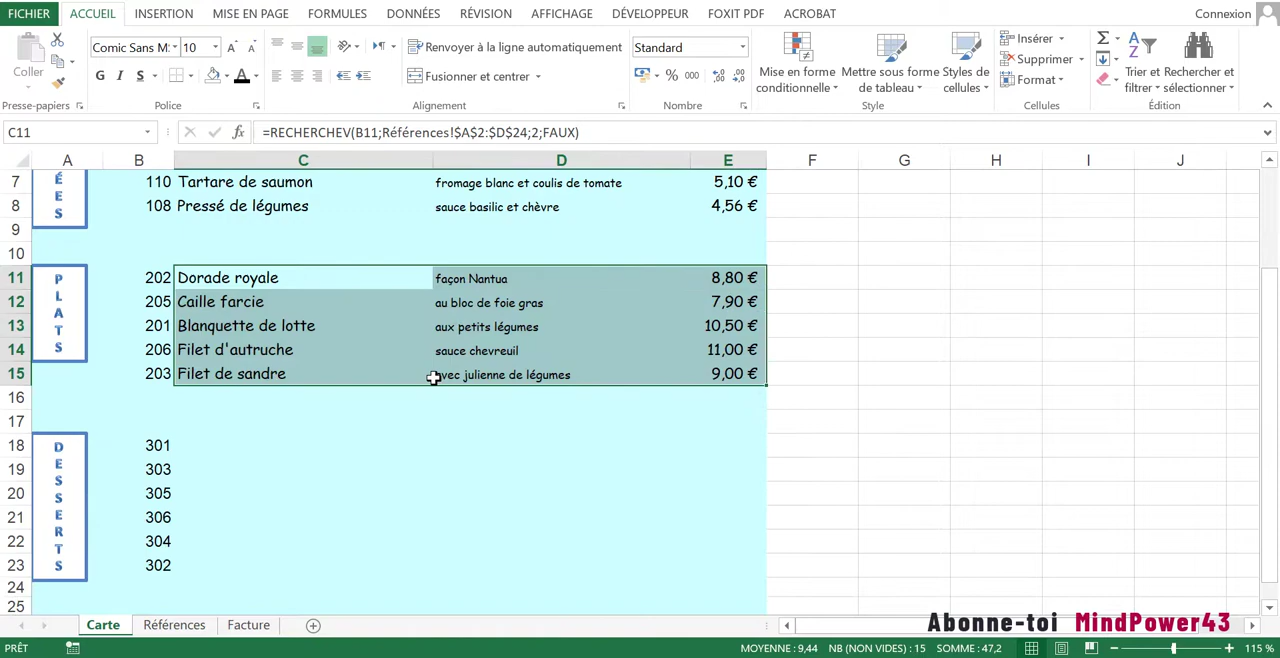 FICHIER ACCUEIL INSERTION MISE EN PAGE FORMULES DONNÉES RÉVISION AFFICHAGE DÉVELOPPEUR FOXIT PDF ACROBAT Connexion
Coller
Presse-papiers
Comic Sans M: 10
G I S
Police
Renvoyer à la ligne automatiquement
Fusionner et centrer
Alignement
Standard
% 000
Nombre
Mise en forme conditionnelle
Mettre sous forme de tableau
Styles de cellules
Style
Insérer
Supprimer
Format
Cellules
Trier et filtrer
Rechercher et sélectionner
Édition
C11 fx =RECHERCHEV(B11;Références!$A$2:$D$24;2;FAUX)
A B C D E F G H I J
7 É 110 Tartare de saumon fromage blanc et coulis de tomate 5,10 €
8 E S 108 Pressé de légumes sauce basilic et chèvre 4,56 €
9
10
11 P 202 Dorade royale façon Nantua 8,80 €
12 L 205 Caille farcie au bloc de foie gras 7,90 €
13 A 201 Blanquette de lotte aux petits légumes 10,50 €
14 T S 206 Filet d'autruche sauce chevreuil 11,00 €
15 203 Filet de sandre avec julienne de légumes 9,00 €
16
17
18 D 301
19 E 303
20 S S 305
21 E 306
22 R T 304
23 S 302
24
25
Abonne-toi MindPower43
Carte Références Facture
PRÊT MOYENNE : 9,44 NB (NON VIDES) : 15 SOMME : 47,2 115 %